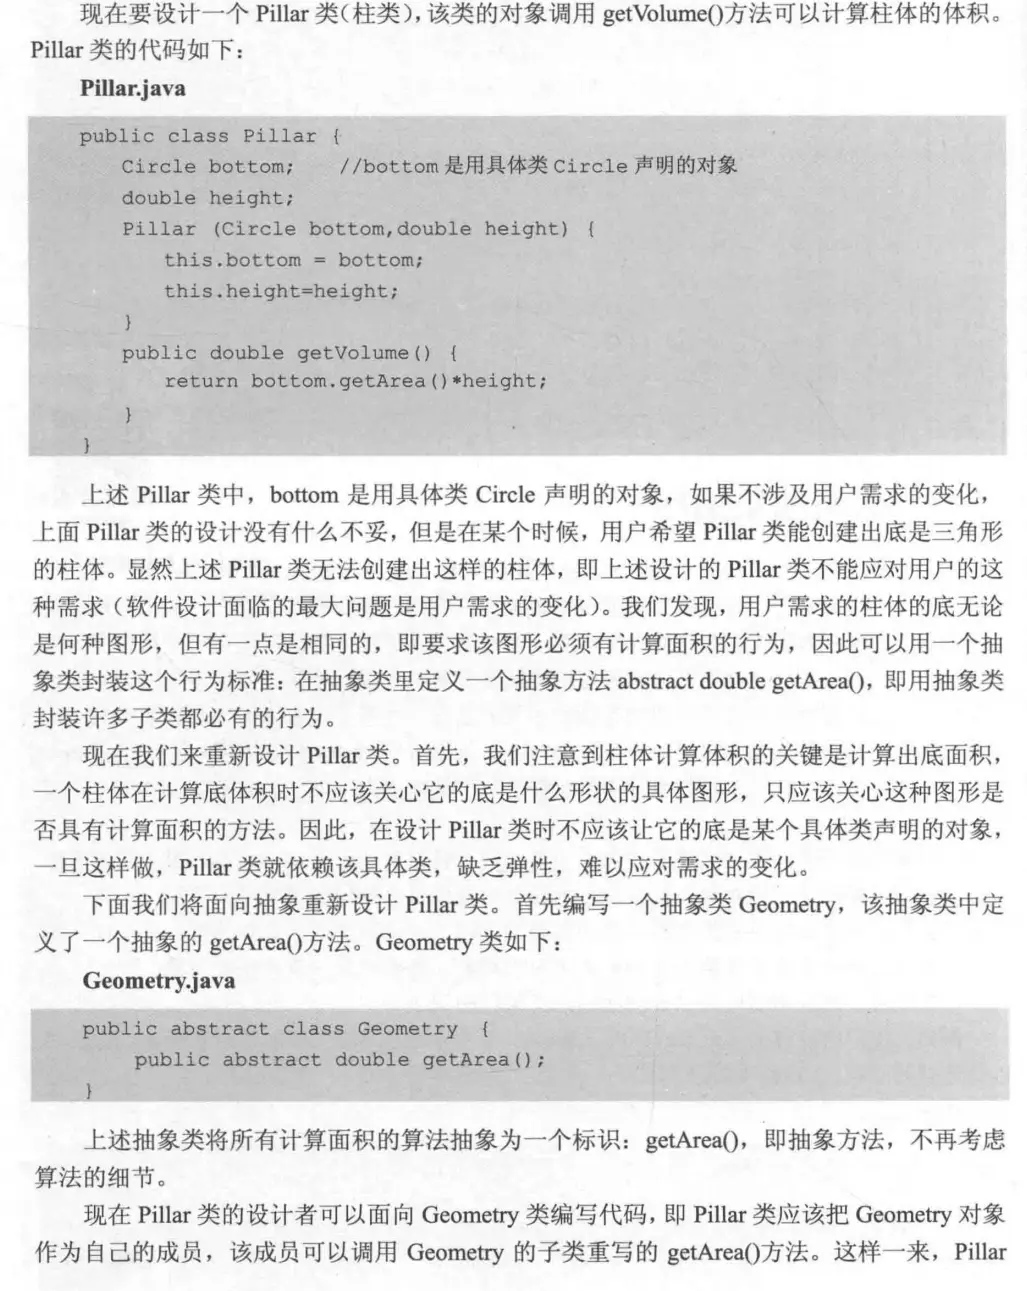 现在要设计一个 Pillar 类(柱类),该类的对象调用 getVolume()方法可以计算柱体的体积。
Pillar 类的代码如下:
Pillar.java
public class Pillar {
Circle bottom; //bottom 是用具体类 Circle 声明的对象
double height;
Pillar (Circle bottom,double height) {
this.bottom = bottom;
this.height=height;
}
public double getVolume() {
return bottom.getArea()*height;
}
}
上述 Pillar 类中,bottom 是用具体类 Circle 声明的对象,如果不涉及用户需求的变化,
上面 Pillar 类的设计没有什么不妥,但是在某个时候,用户希望 Pillar 类能创建出底是三角形
的柱体。显然上述 Pillar 类无法创建出这样的柱体,即上述设计的 Pillar 类不能应对用户的这
种需求(软件设计面临的最大问题是用户需求的变化)。我们发现,用户需求的柱体的底无论
是何种图形,但有一点是相同的,即要求该图形必须有计算面积的行为,因此可以用一个抽
象类封装这个行为标准:在抽象类里定义一个抽象方法 abstract double getArea(),即用抽象类
封装许多子类都必有的行为。
现在我们来重新设计 Pillar 类。首先,我们注意到柱体计算体积的关键是计算出底面积,
一个柱体在计算底体积时不应该关心它的底是什么形状的具体图形,只应该关心这种图形是
否具有计算面积的方法。因此,在设计 Pillar 类时不应该让它的底是某个具体类声明的对象,
一旦这样做,Pillar 类就依赖该具体类,缺乏弹性,难以应对需求的变化。
下面我们将面向抽象重新设计 Pillar 类。首先编写一个抽象类 Geometry,该抽象类中定
义了一个抽象的 getArea()方法。Geometry 类如下:
Geometry.java
public abstract class Geometry {
public abstract double getArea();
}
上述抽象类将所有计算面积的算法抽象为一个标识:getArea(),即抽象方法,不再考虑
算法的细节。
现在 Pillar 类的设计者可以面向 Geometry 类编写代码,即 Pillar 类应该把 Geometry 对象
作为自己的成员,该成员可以调用 Geometry 的子类重写的 getArea()方法。这样一来,Pillar